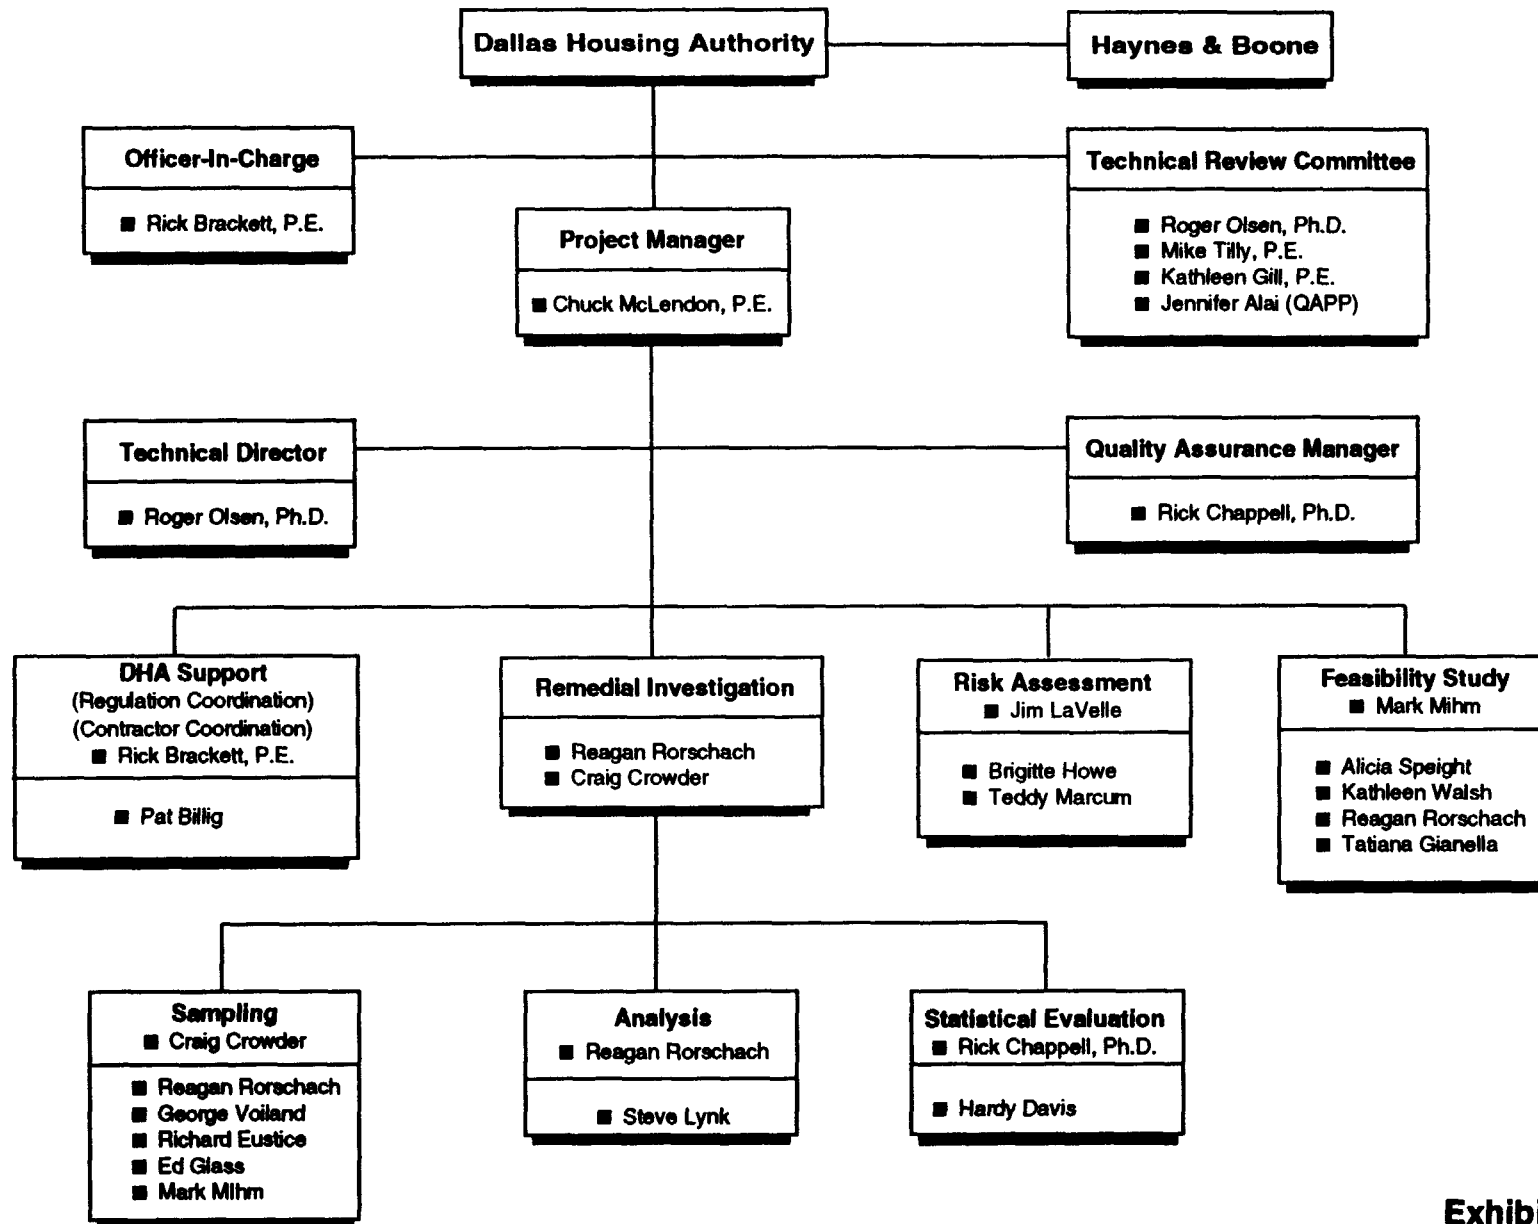 Dallas Housing Authority
Haynes & Boone
Officer-In-Charge
■ Rick Brackett, P.E.
Technical Review Committee
■ Roger Olsen, Ph.D.
■ Mike Tilly, P.E.
■ Kathleen Gill, P.E.
■ Jennifer Alai (QAPP)
Project Manager
■ Chuck McLendon, P.E.
Technical Director
■ Roger Olsen, Ph.D.
Quality Assurance Manager
■ Rick Chappell, Ph.D.
DHA Support
(Regulation Coordination)
(Contractor Coordination)
■ Rick Brackett, P.E.
■ Pat Billig
Remedial Investigation
■ Reagan Rorschach
■ Craig Crowder
Risk Assessment
■ Jim LaVelle
■ Brigitte Howe
■ Teddy Marcum
Feasibility Study
■ Mark Mihm
■ Alicia Speight
■ Kathleen Walsh
■ Reagan Rorschach
■ Tatiana Gianella
Sampling
■ Craig Crowder
■ Reagan Rorschach
■ George Voiland
■ Richard Eustice
■ Ed Glass
■ Mark Mihm
Analysis
■ Reagan Rorschach
■ Steve Lynk
Statistical Evaluation
■ Rick Chappell, Ph.D.
■ Hardy Davis